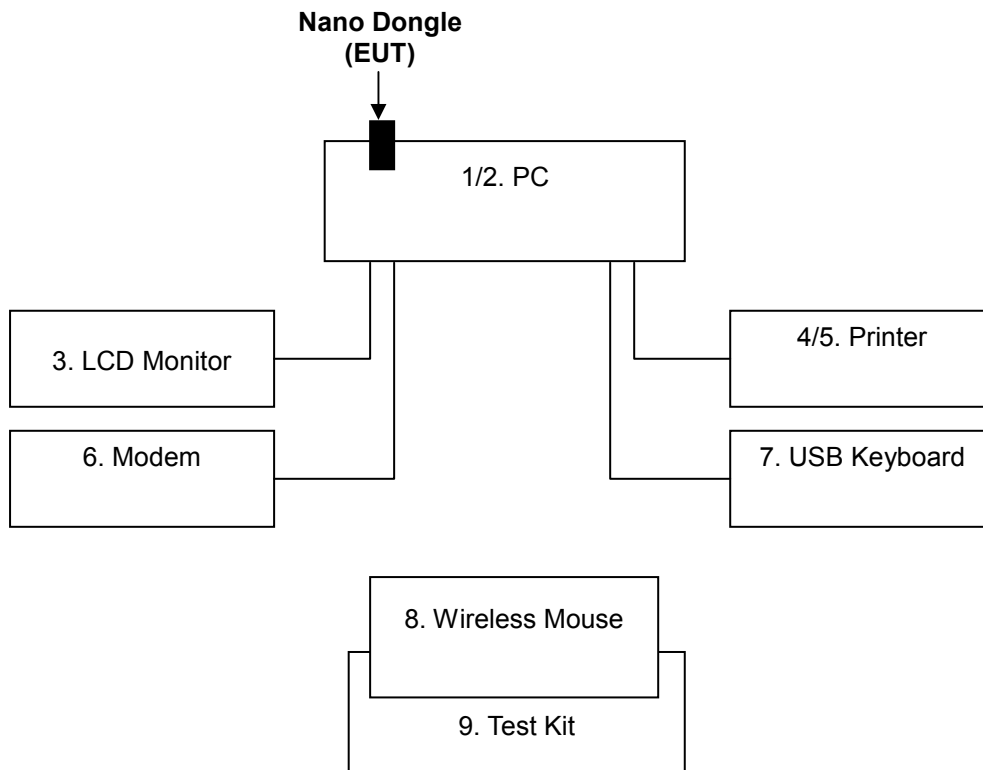 Nano Dongle
(EUT)
1/2. PC
3. LCD Monitor
4/5. Printer
6. Modem
7. USB Keyboard
8. Wireless Mouse
9. Test Kit